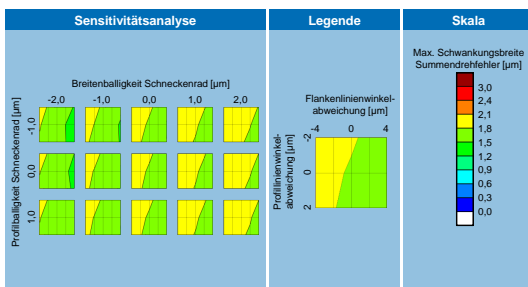 Sensitivitätsanalyse
Breitenballigkeit Schneckenrad [µm]
-2,0 -1,0 0,0 1,0 2,0
Profilballigkeit Schneckenrad [µm]
-1,0
0,0
1,0
Legende
Flankenlinienwinkel-
abweichung [µm]
-4 0 4
Profillinienwinkel-
abweichung [µm]
-2
0
2
Skala
Max. Schwankungsbreite
Summendrehfehler [µm]
3,0
2,4
2,1
1,8
1,5
1,2
0,9
0,6
0,3
0,0